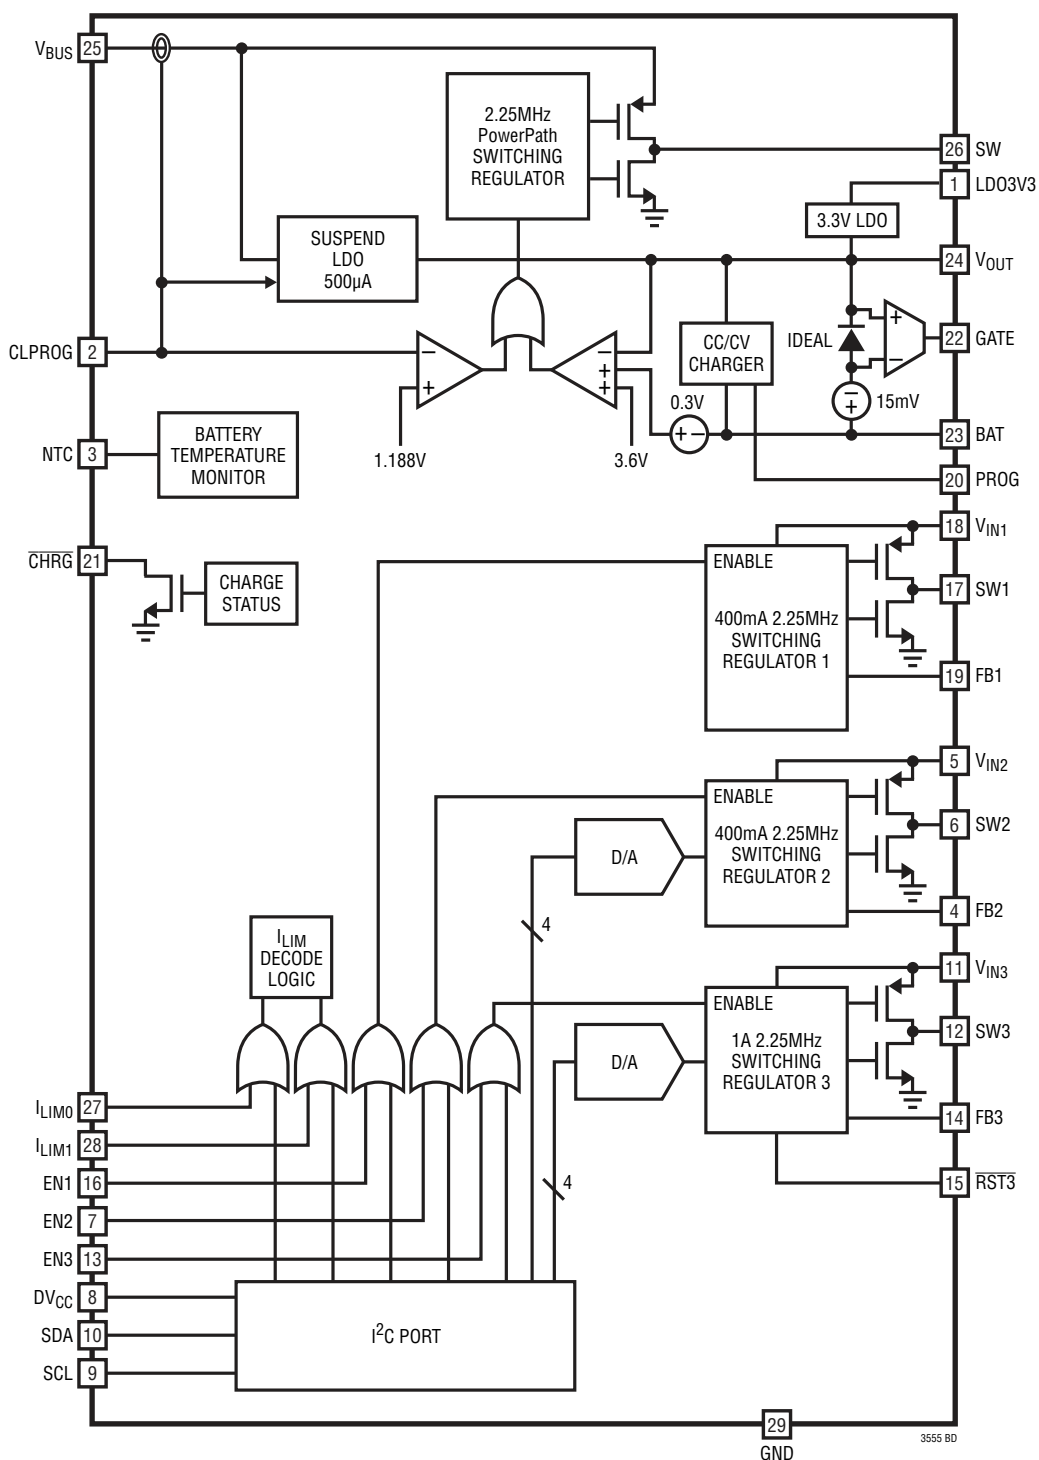 VBUS 25
2.25MHz
PowerPath
SWITCHING
REGULATOR
26 SW
1 LDO3V3
3.3V LDO
SUSPEND
LDO
500µA
24 VOUT
CLPROG 2
−
+
1.188V
−
+
+
3.6V
CC/CV
CHARGER
0.3V
+ −
IDEAL
+
−
22 GATE
−
+
15mV
23 BAT
20 PROG
NTC 3
BATTERY
TEMPERATURE
MONITOR
CHRG 21
CHARGE
STATUS
18 VIN1
ENABLE
400mA 2.25MHz
SWITCHING
REGULATOR 1
17 SW1
19 FB1
5 VIN2
ENABLE
400mA 2.25MHz
SWITCHING
REGULATOR 2
6 SW2
D/A
4 FB2
4
ILIM
DECODE
LOGIC
11 VIN3
ENABLE
1A 2.25MHz
SWITCHING
REGULATOR 3
12 SW3
D/A
14 FB3
4
15 RST3
ILIM0 27
ILIM1 28
EN1 16
EN2 7
EN3 13
DVCC 8
SDA 10
SCL 9
I2C PORT
29
GND
3555 BD